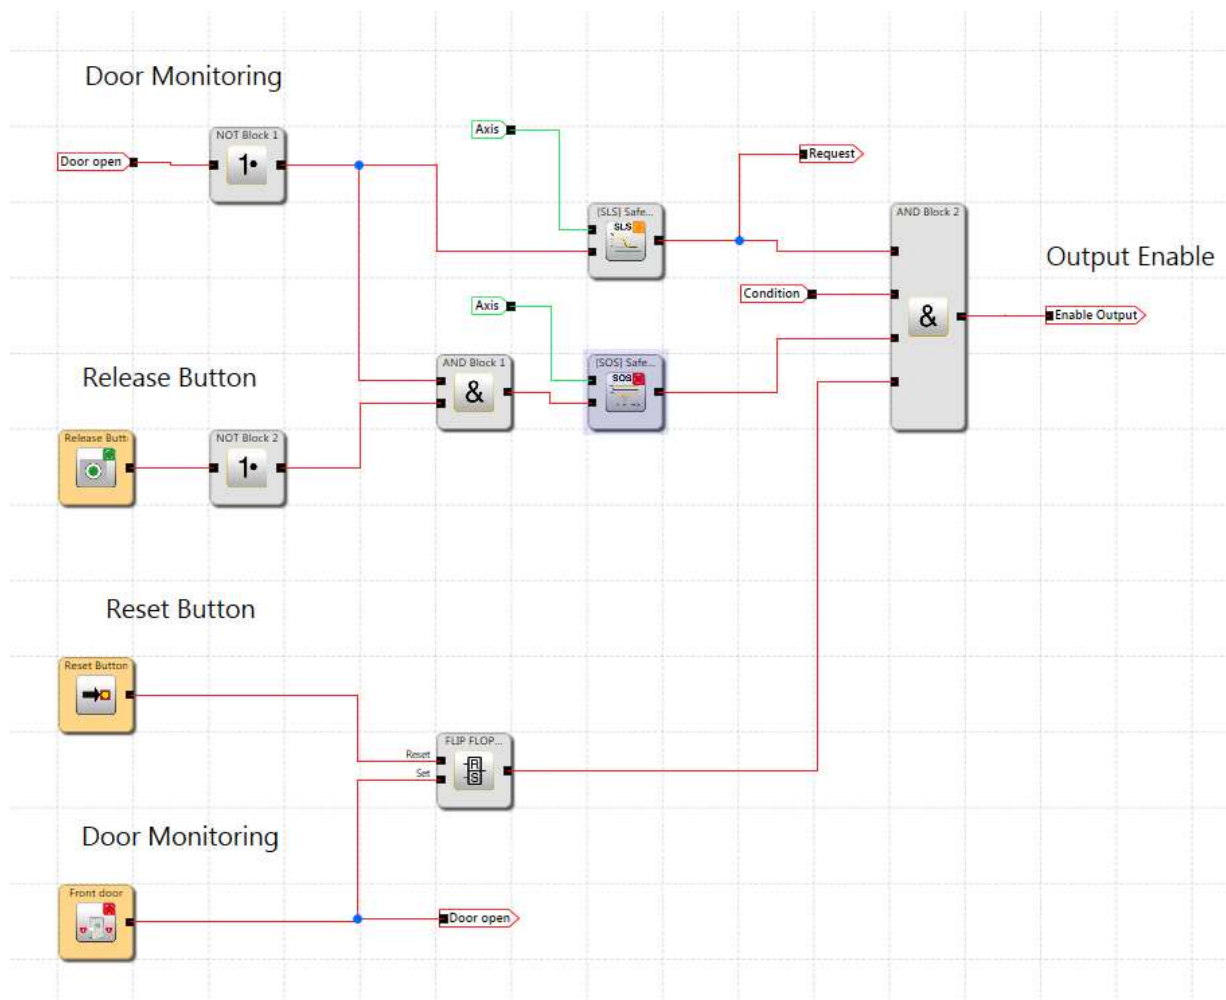 Door Monitoring
NOT Block 1
Axis
Door open
1
Request
[SLS] Safe...
SLS
AND Block 2
Output Enable
Condition
Axis
&
Enable Output
Release Button
AND Block 1
[SOS] Safe...
SOS
&
Release Butt
NOT Block 2
1
Reset Button
Reset Button
FLIP FLOP...
Reset
R
Set
S
Door Monitoring
Front door
Door open